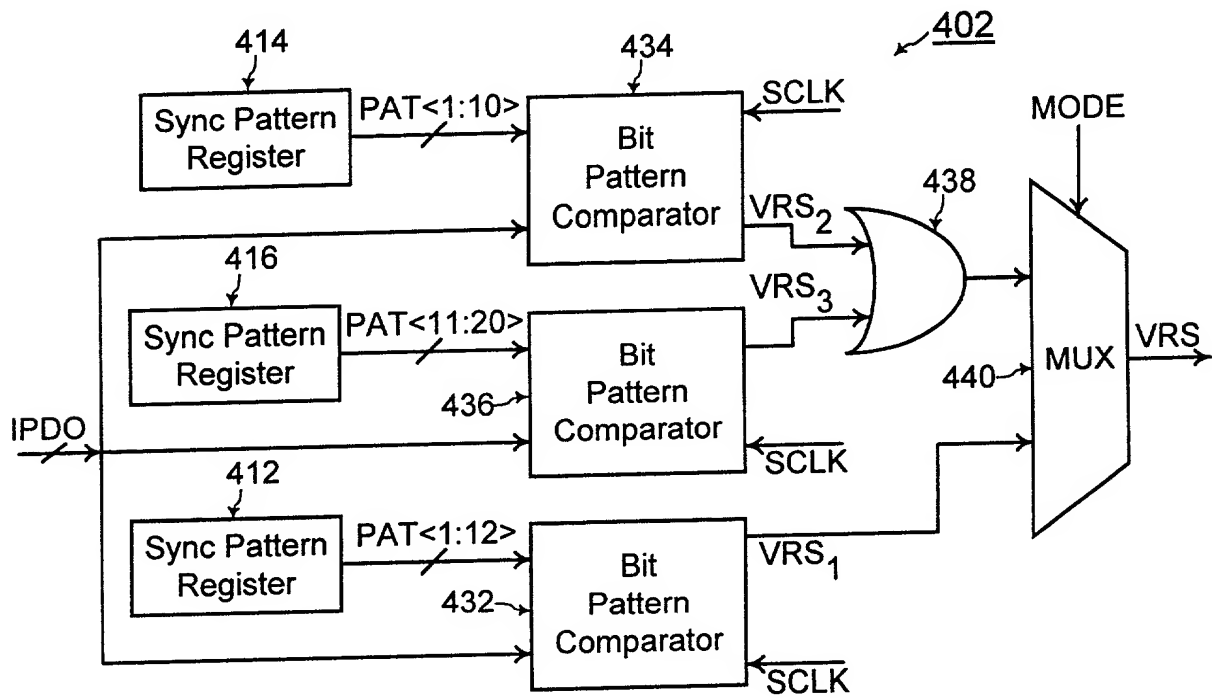 402
414
Sync Pattern
Register
PAT<1:10>
434
Bit
Pattern
Comparator
SCLK
VRS2
MODE
438
416
Sync Pattern
Register
PAT<11:20>
436
Bit
Pattern
Comparator
VRS3
SCLK
440
MUX
VRS
IPDO
412
Sync Pattern
Register
PAT<1:12>
432
Bit
Pattern
Comparator
VRS1
SCLK